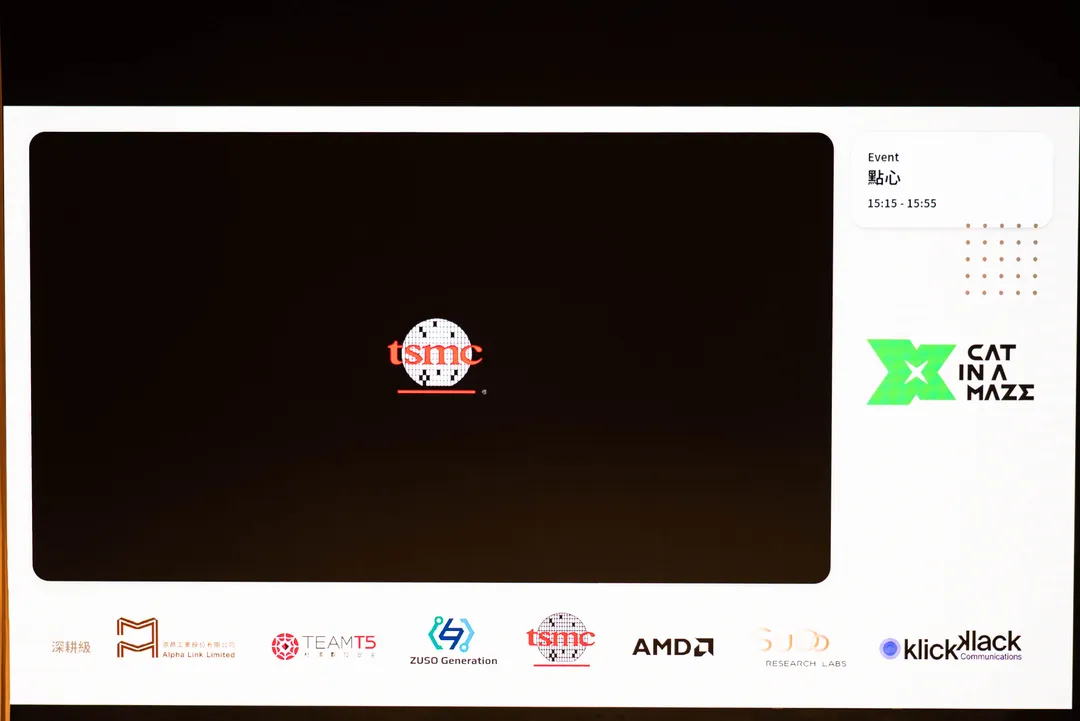 Event
點心
15:15 - 15:55
tsmc
®
CAT
IN A
MAZE
深耕級
Alpha Link Limited
TEAMT5
ZUSO Generation
tsmc
AMD
RESEARCH LABS
klickklack
Communications